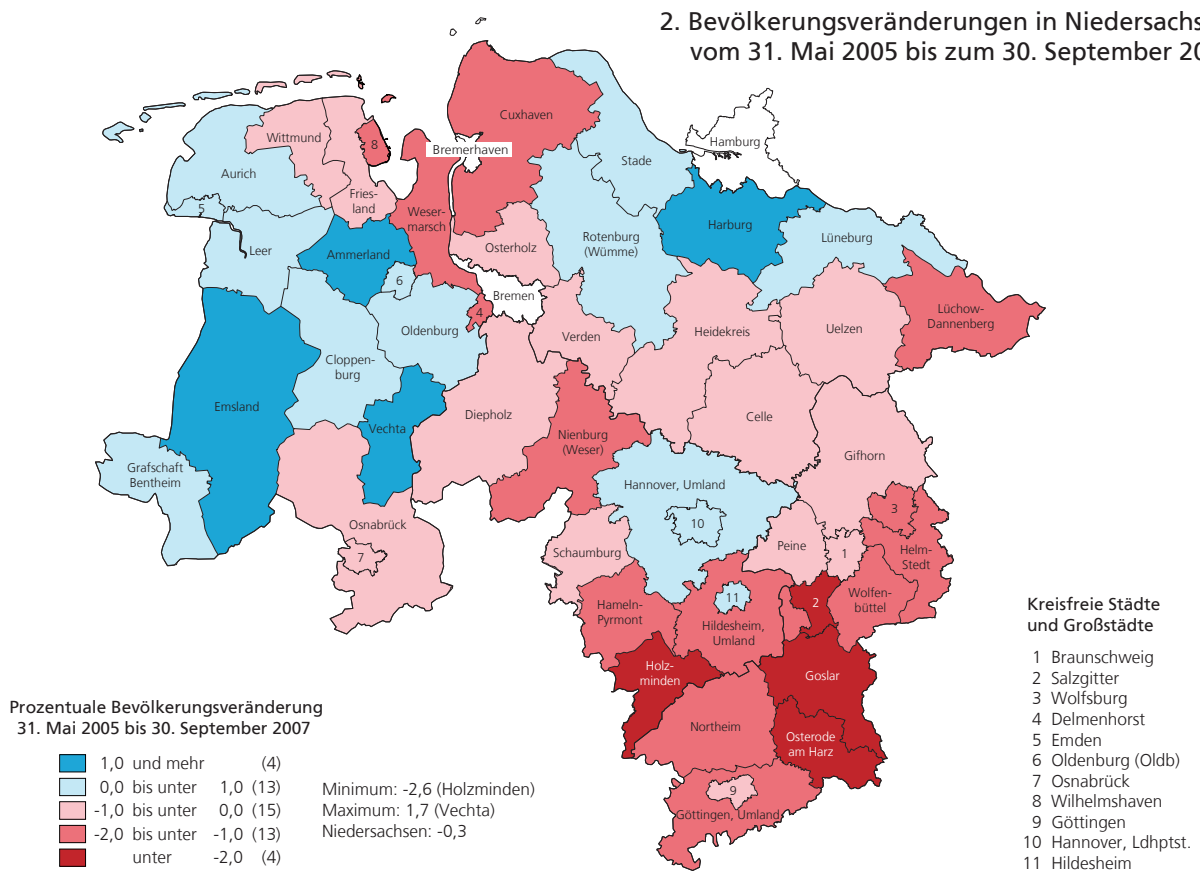 2. Bevölkerungsveränderungen in Niedersachs
vom 31. Mai 2005 bis zum 30. September 20
Cuxhaven
Wittmund
8
Bremerhaven
Hamburg
Stade
Aurich
5
Fries-
land
Weser-
marsch
Harburg
Lüneburg
Rotenburg
(Wümme)
Leer
Ammerland
Osterholz
6
Bremen
4
Oldenburg
Verden
Heidekreis
Uelzen
Lüchow-
Dannenberg
Cloppen-
burg
Emsland
Vechta
Diepholz
Celle
Nienburg
(Weser)
Gifhorn
Grafschaft
Bentheim
Hannover, Umland
10
3
Osnabrück
7
Schaumburg
Peine
1
Helm-
Stedt
Hameln-
Pyrmont
11
Hildesheim,
Umland
2
Wolfen-
büttel
Holz-
minden
Goslar
Northeim
Osterode
am Harz
9
Göttingen, Umland
Prozentuale Bevölkerungsveränderung
31. Mai 2005 bis 30. September 2007
1,0 und mehr (4)
0,0 bis unter 1,0 (13)
-1,0 bis unter 0,0 (15)
-2,0 bis unter -1,0 (13)
unter -2,0 (4)
Minimum: -2,6 (Holzminden)
Maximum: 1,7 (Vechta)
Niedersachsen: -0,3
Kreisfreie Städte
und Großstädte
1 Braunschweig
2 Salzgitter
3 Wolfsburg
4 Delmenhorst
5 Emden
6 Oldenburg (Oldb)
7 Osnabrück
8 Wilhelmshaven
9 Göttingen
10 Hannover, Ldhptst.
11 Hildesheim